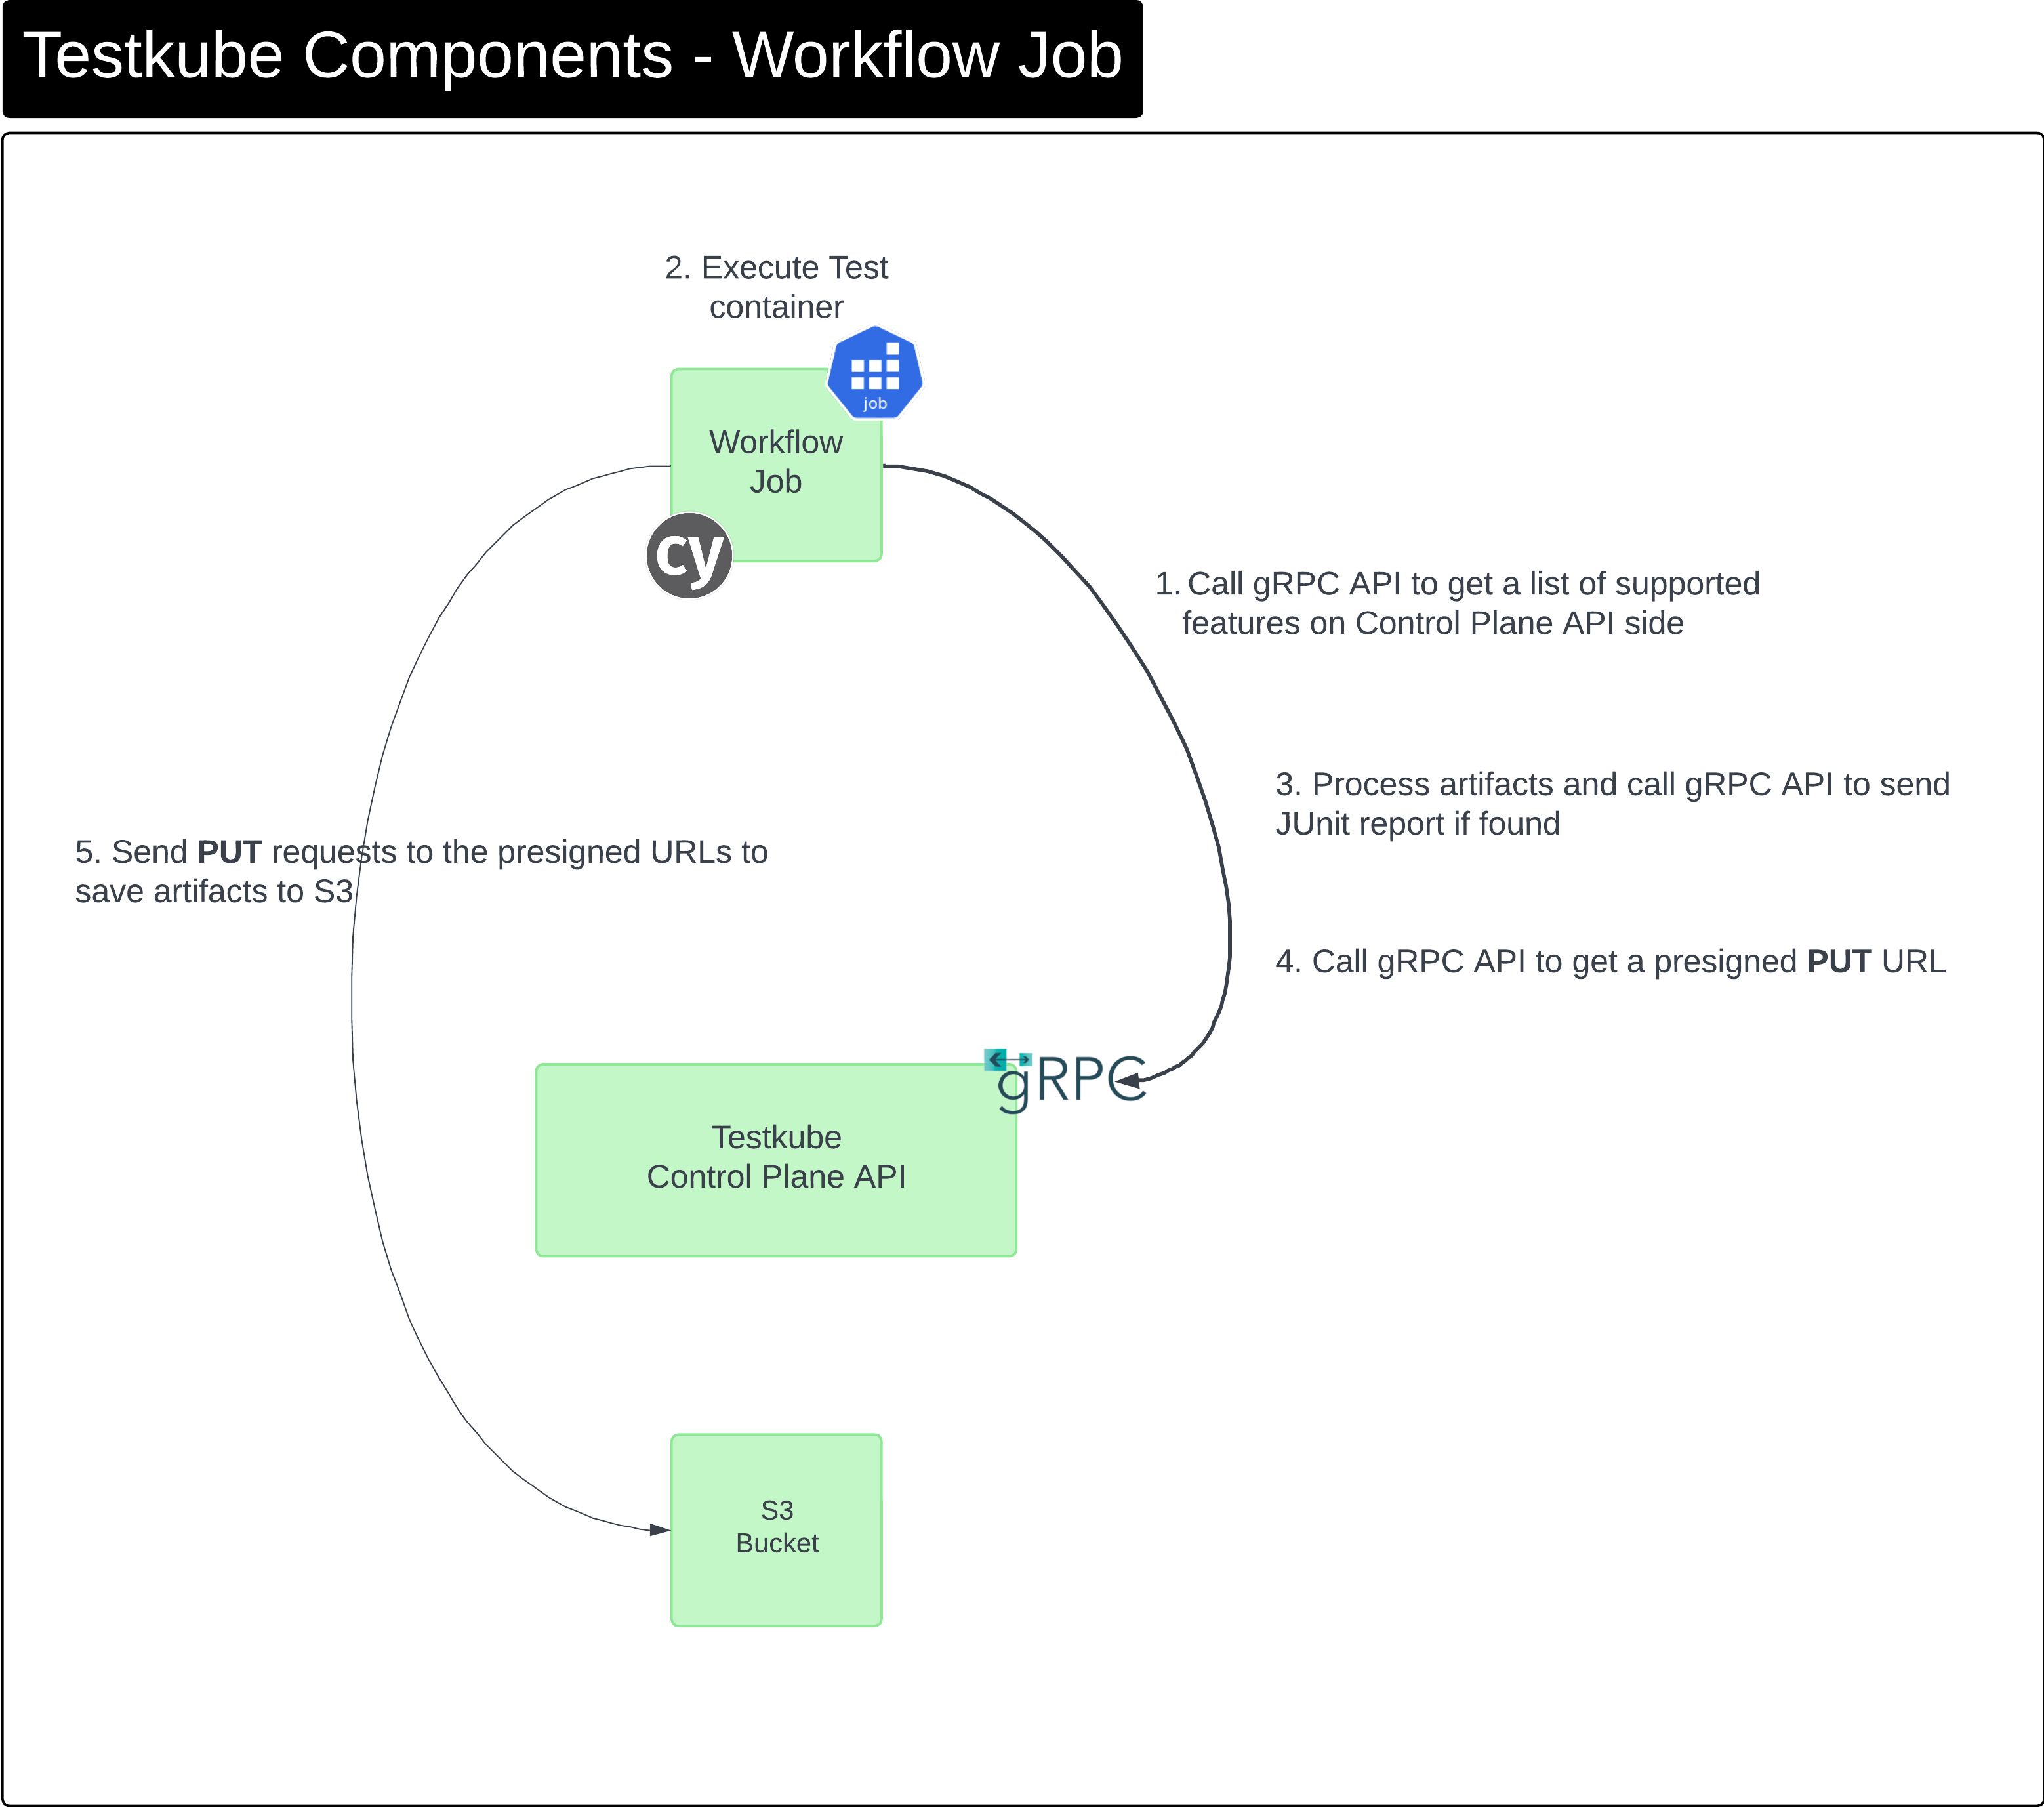 Testkube Components - Workflow Job
2. Execute Test
container
job
Workflow
Job
cy
1. Call gRPC API to get a list of supported
features on Control Plane API side
3. Process artifacts and call gRPC API to send
JUnit report if found
5. Send PUT requests to the presigned URLs to
save artifacts to S3
4. Call gRPC API to get a presigned PUT URL
gRPC
Testkube
Control Plane API
S3
Bucket